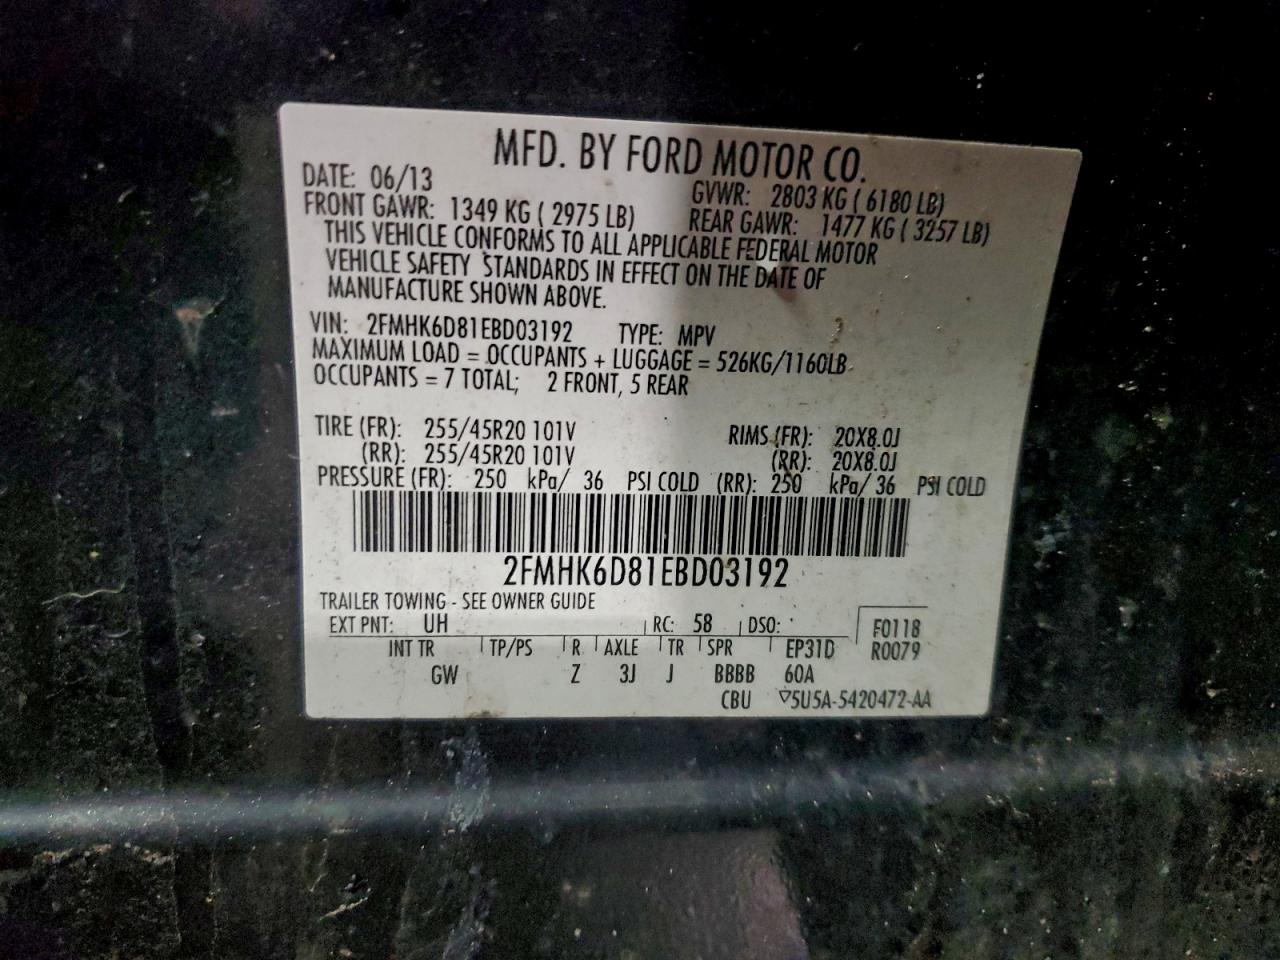 MFD. BY FORD MOTOR CO.
DATE: 06/13 GVWR: 2803 KG ( 6180 LB)
FRONT GAWR: 1349 KG ( 2975 LB) REAR GAWR: 1477 KG ( 3257 LB)
THIS VEHICLE CONFORMS TO ALL APPLICABLE FEDERAL MOTOR
VEHICLE SAFETY STANDARDS IN EFFECT ON THE DATE OF
MANUFACTURE SHOWN ABOVE.
VIN: 2FMHK6D81EBD03192 TYPE: MPV
MAXIMUM LOAD = OCCUPANTS + LUGGAGE = 526KG/1160LB
OCCUPANTS = 7 TOTAL; 2 FRONT, 5 REAR
TIRE (FR): 255/45R20 101V RIMS (FR): 20X8.0J
(RR): 255/45R20 101V (RR): 20X8.0J
PRESSURE (FR): 250 kPa/ 36 PSI COLD (RR): 250 kPa/ 36 PSI COLD
2FMHK6D81EBD03192
TRAILER TOWING - SEE OWNER GUIDE
EXT PNT: UH RC: 58 DSO: F0118
INT TR TP/PS R AXLE TR SPR EP31D R0079
GW Z 3J J BBBB 60A
CBU ▽5U5A-5420472-AA